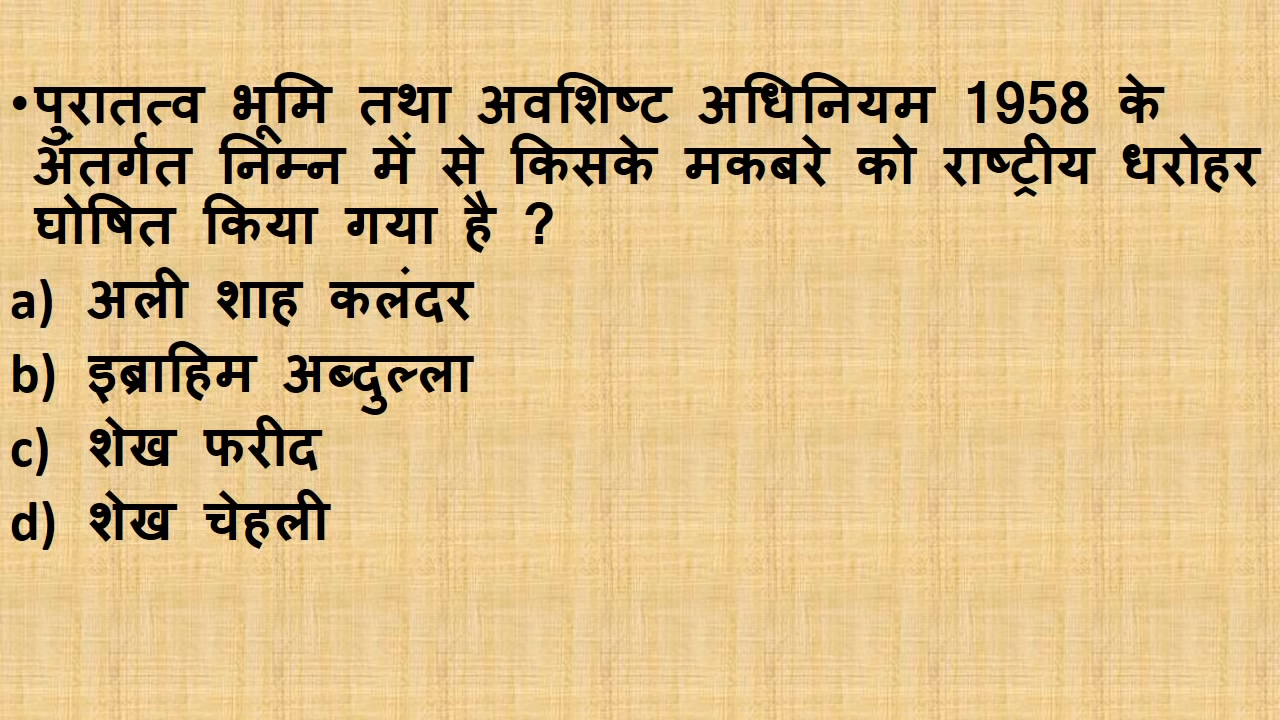 •पुरातत्व भूमि तथा अवशिष्ट अधिनियम 1958 के
अंतर्गत निम्न में से किसके मकबरे को राष्ट्रीय धरोहर
घोषित किया गया है ?
a) अली शाह कलंदर
b) इब्राहिम अब्दुल्ला
c) शेख फरीद
d) शेख चेहली